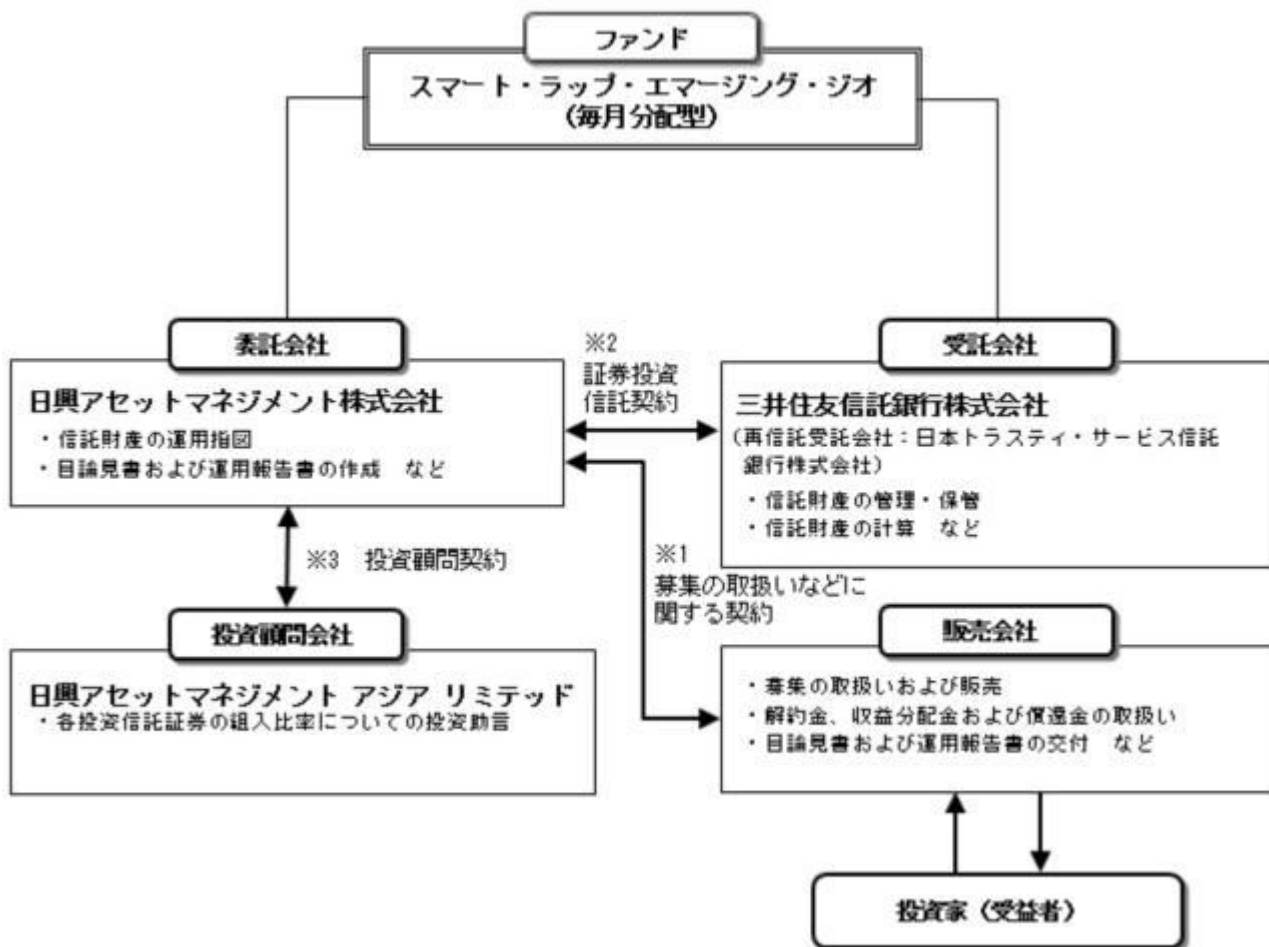 ファンド
スマート・ラップ・エマージング・ジオ
(毎月分配型)
委託会社
日興アセットマネジメント株式会社
・信託財産の運用指図
・目論見書および運用報告書の作成 など
※2
証券投資
信託契約
受託会社
三井住友信託銀行株式会社
(再信託受託会社：日本トラスティ・サービス信託
銀行株式会社)
・信託財産の管理・保管
・信託財産の計算 など
※3 投資顧問契約
※1
募集の取扱いなどに
関する契約
投資顧問会社
日興アセットマネジメント アジア リミテッド
・各投資信託証券の組入比率についての投資助言
販売会社
・募集の取扱いおよび販売
・解約金、収益分配金および償還金の取扱い
・目論見書および運用報告書の交付 など
投資家（受益者）